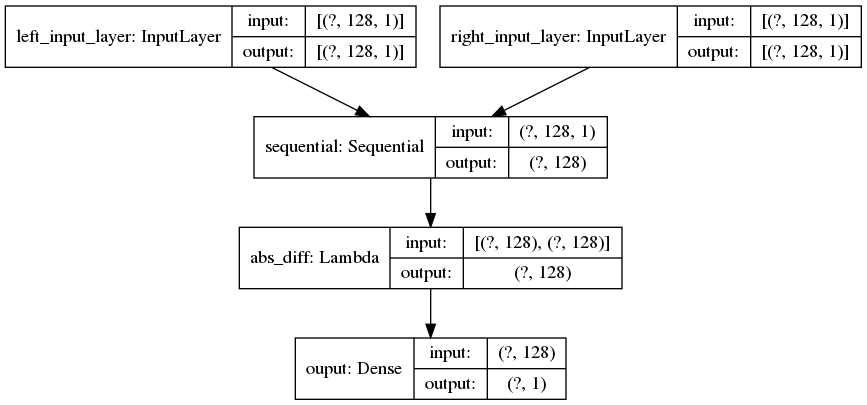 left_input_layer: InputLayer
input:
[(?, 128, 1)]
output:
[(?, 128, 1)]
right_input_layer: InputLayer
input:
[(?, 128, 1)]
output:
[(?, 128, 1)]
sequential: Sequential
input:
(?, 128, 1)
output:
(?, 128)
abs_diff: Lambda
input:
[(?, 128), (?, 128)]
output:
(?, 128)
ouput: Dense
input:
(?, 128)
output:
(?, 1)